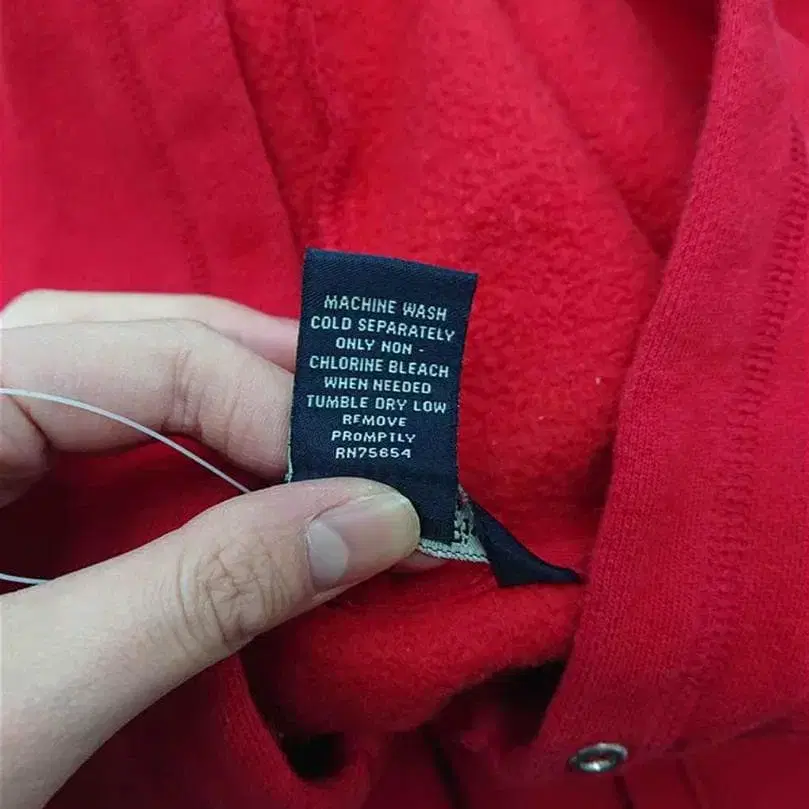 MACHINE WASH
COLD SEPARATELY
ONLY NON -
CHLORINE BLEACH
WHEN NEEDED
TUMBLE DRY LOW
REMOVE
PROMPTLY
RN75654